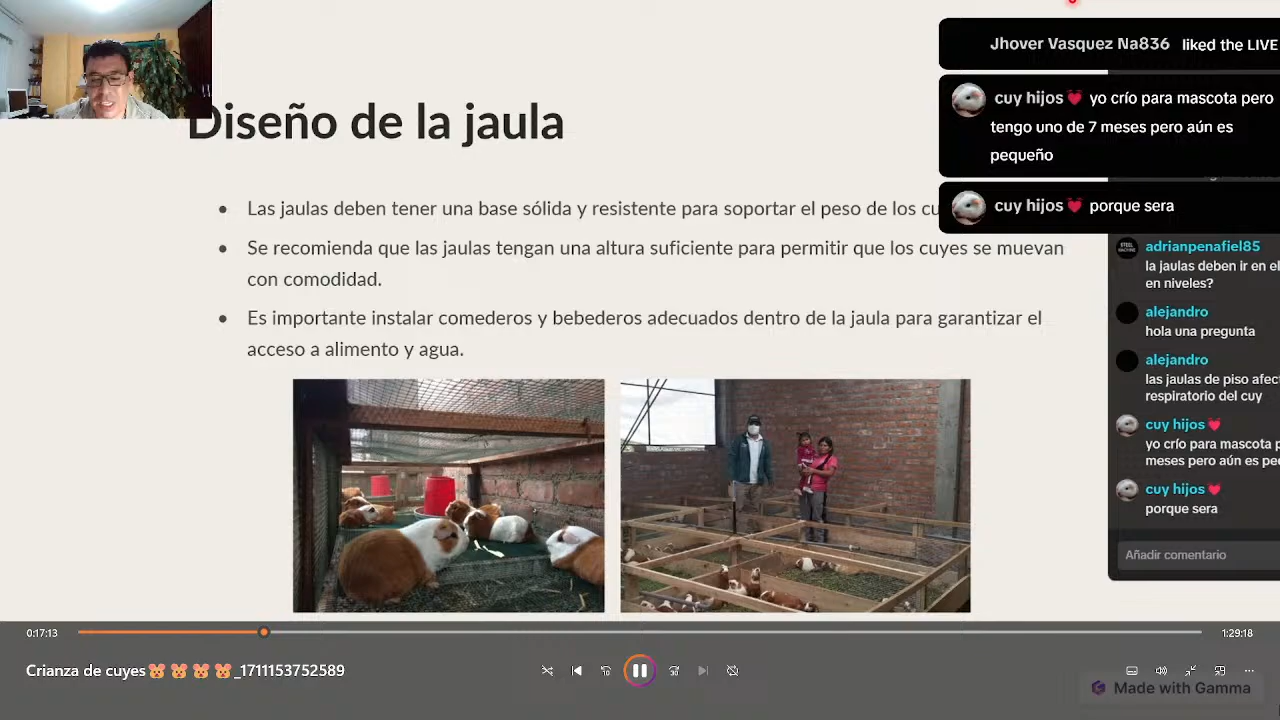 Jhover Vasquez Na836 liked the LIVE
cuy hijos💗 yo crío para mascota pero
tengo uno de 7 meses pero aún es
pequeño
cuy hijos💗 porque sera
Diseño de la jaula
Las jaulas deben tener una base sólida y resistente para soportar el peso de los cu
Se recomienda que las jaulas tengan una altura suficiente para permitir que los cuyes se muevan
con comodidad.
Es importante instalar comederos y bebederos adecuados dentro de la jaula para garantizar el
acceso a alimento y agua.
adrianpenafiel85
la jaulas deben ir en el
en niveles?
alejandro
hola una pregunta
alejandro
las jaulas de piso afec
respiratorio del cuy
cuy hijos💗
yo crío para mascota p
meses pero aún es pe
cuy hijos💗
porque sera
Añadir comentario
0:17:13
1:29:18
Crianza de cuyes🐹🐹🐹🐹_1711153752589
Made with Gamma